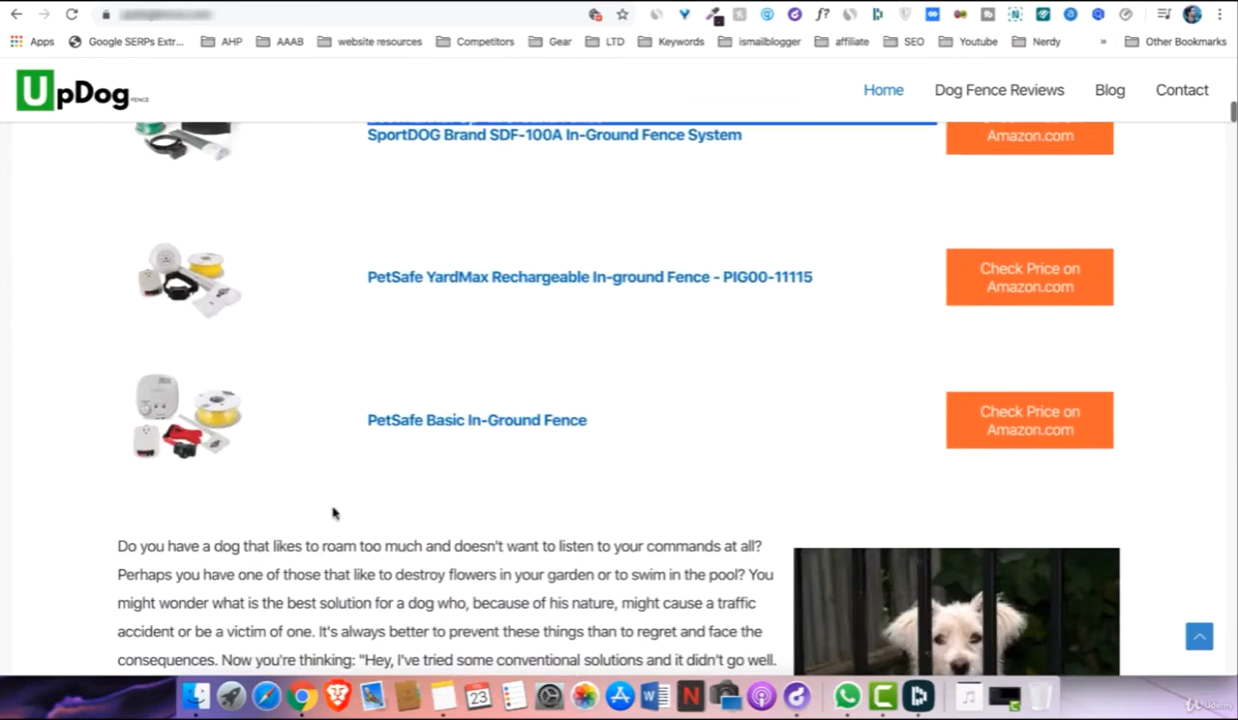 Apps
Google SERPs Extr...
AHP
AAAB
website resources
Competitors
Gear
LTD
Keywords
ismailblogger
affiliate
SEO
Youtube
Nerdy
»
Other Bookmarks
UpDog
FENCE
Home
Dog Fence Reviews
Blog
Contact
SportDOG Brand SDF-100A In-Ground Fence System
Amazon.com
PetSafe YardMax Rechargeable In-ground Fence - PIG00-11115
Check Price on
Amazon.com
PetSafe Basic In-Ground Fence
Check Price on
Amazon.com
Do you have a dog that likes to roam too much and doesn't want to listen to your commands at all?
Perhaps you have one of those that like to destroy flowers in your garden or to swim in the pool? You
might wonder what is the best solution for a dog who, because of his nature, might cause a traffic
accident or be a victim of one. It's always better to prevent these things than to regret and face the
consequences. Now you're thinking: "Hey, I've tried some conventional solutions and it didn't go well.
23
Udemy